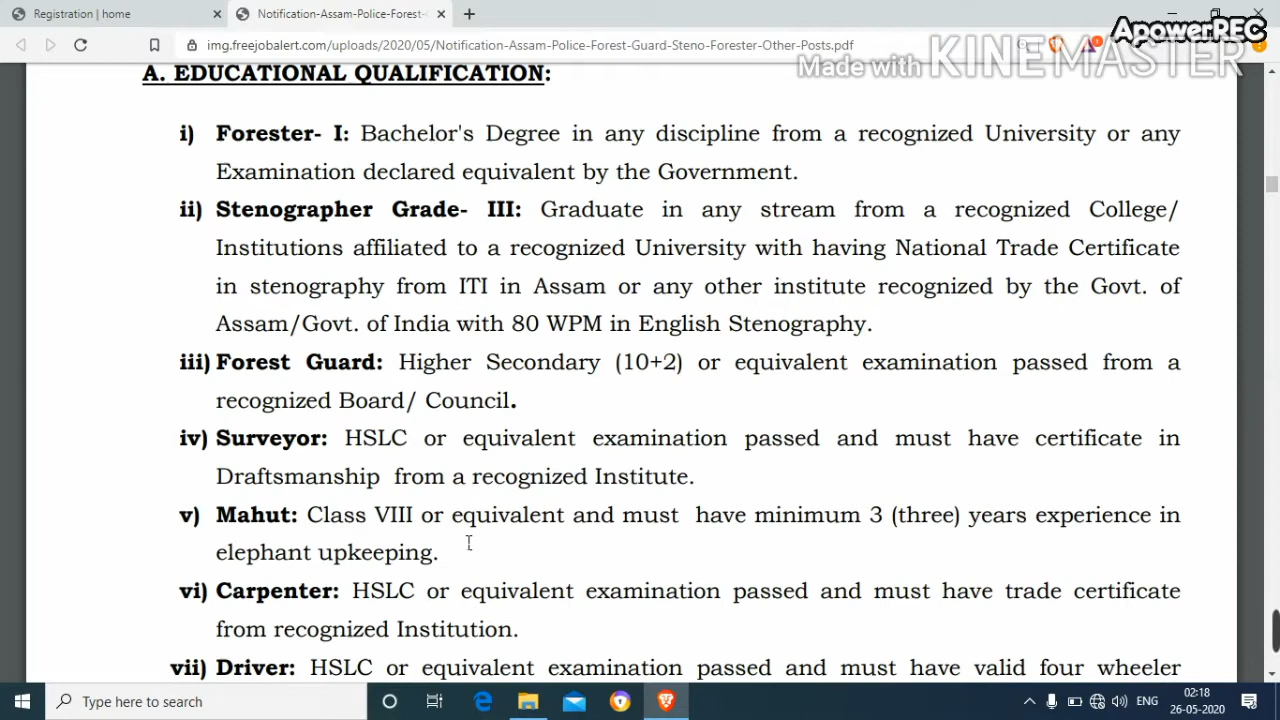 Registration | home
Notification-Assam-Police-Forest-
ApowerREC
img.freejobalert.com/uploads/2020/05/Notification-Assam-Police-Forest-Guard-Steno-Forester-Other-Posts.pdf
Made with KINEMASTER
A. EDUCATIONAL QUALIFICATION:
i) Forester- I: Bachelor's Degree in any discipline from a recognized University or any
Examination declared equivalent by the Government.
ii) Stenographer Grade- III: Graduate in any stream from a recognized College/
Institutions affiliated to a recognized University with having National Trade Certificate
in stenography from ITI in Assam or any other institute recognized by the Govt. of
Assam/Govt. of India with 80 WPM in English Stenography.
iii) Forest Guard: Higher Secondary (10+2) or equivalent examination passed from a
recognized Board/ Council.
iv) Surveyor: HSLC or equivalent examination passed and must have certificate in
Draftsmanship from a recognized Institute.
v) Mahut: Class VIII or equivalent and must have minimum 3 (three) years experience in
elephant upkeeping.
vi) Carpenter: HSLC or equivalent examination passed and must have trade certificate
from recognized Institution.
vii) Driver: HSLC or equivalent examination passed and must have valid four wheeler
Type here to search
ENG
02:18
26-05-2020